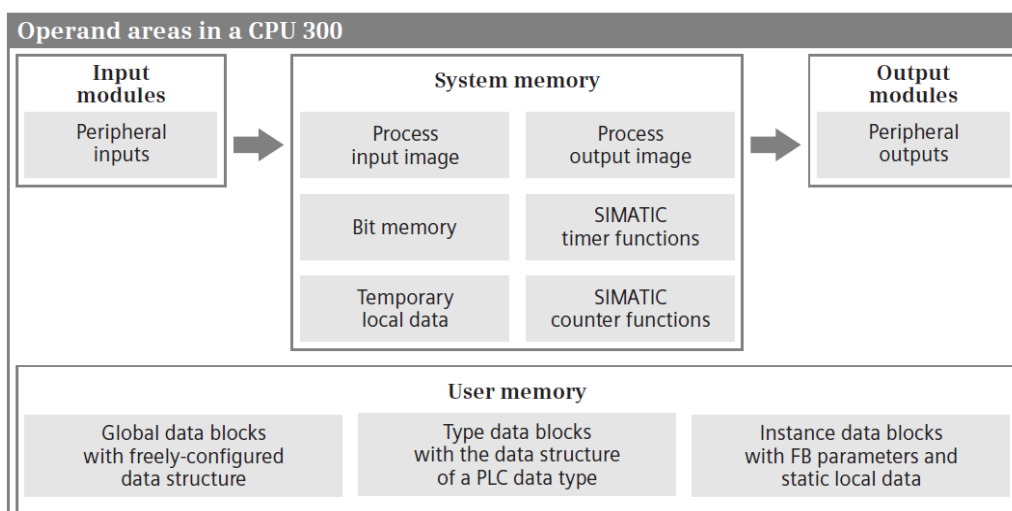 Operand areas in a CPU 300
Input
modules
Peripheral
inputs
System memory
Process
input image
Process
output image
Bit memory
SIMATIC
timer functions
Temporary
local data
SIMATIC
counter functions
Output
modules
Peripheral
outputs
User memory
Global data blocks
with freely-configured
data structure
Type data blocks
with the data structure
of a PLC data type
Instance data blocks
with FB parameters and
static local data